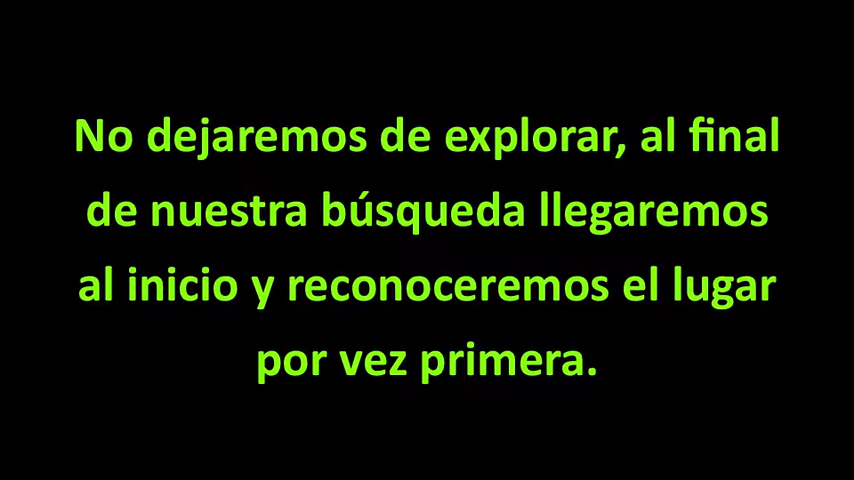 No dejaremos de explorar, al final
de nuestra búsqueda llegaremos
al inicio y reconoceremos el lugar
por vez primera.